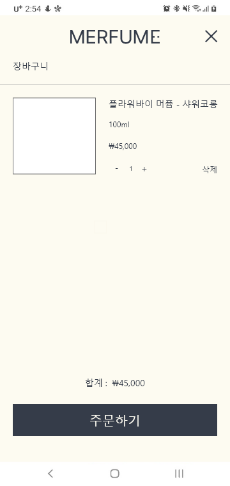 U+ 2:54
MERFUME
장바구니
플라워바이 머퓸 - 샤워코롱
100ml
₩45,000
- 1 +
삭제
합계 : ₩45,000
주문하기